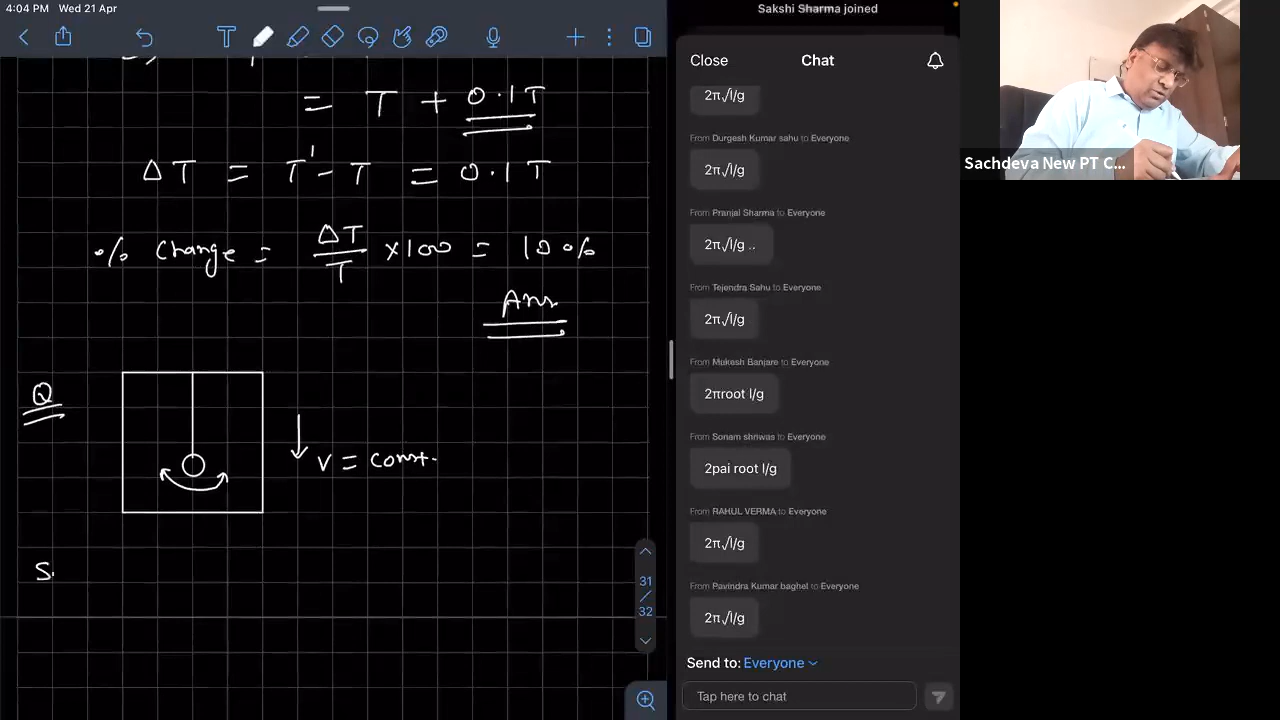 4:04 PM Wed 21 Apr
= T + 0.1T
ΔT = T' - T = 0.1T
% Change = ΔT/T ×100 = 10%
Ans
Q
v = const.
S.
31
/
32
Sakshi Sharma joined
Close
Chat
2π√l/g
From Durgesh Kumar sahu to Everyone
2π√l/g
From Pranjal Sharma to Everyone
2π√l/g ..
From Tejendra Sahu to Everyone
2π√l/g
From Mukesh Banjare to Everyone
2πroot l/g
From Sonam shriwas to Everyone
2pai root l/g
From RAHUL VERMA to Everyone
2π√l/g
From Pavindra Kumar baghel to Everyone
2π√l/g
Send to: Everyone
Tap here to chat
Sachdeva New PT C...